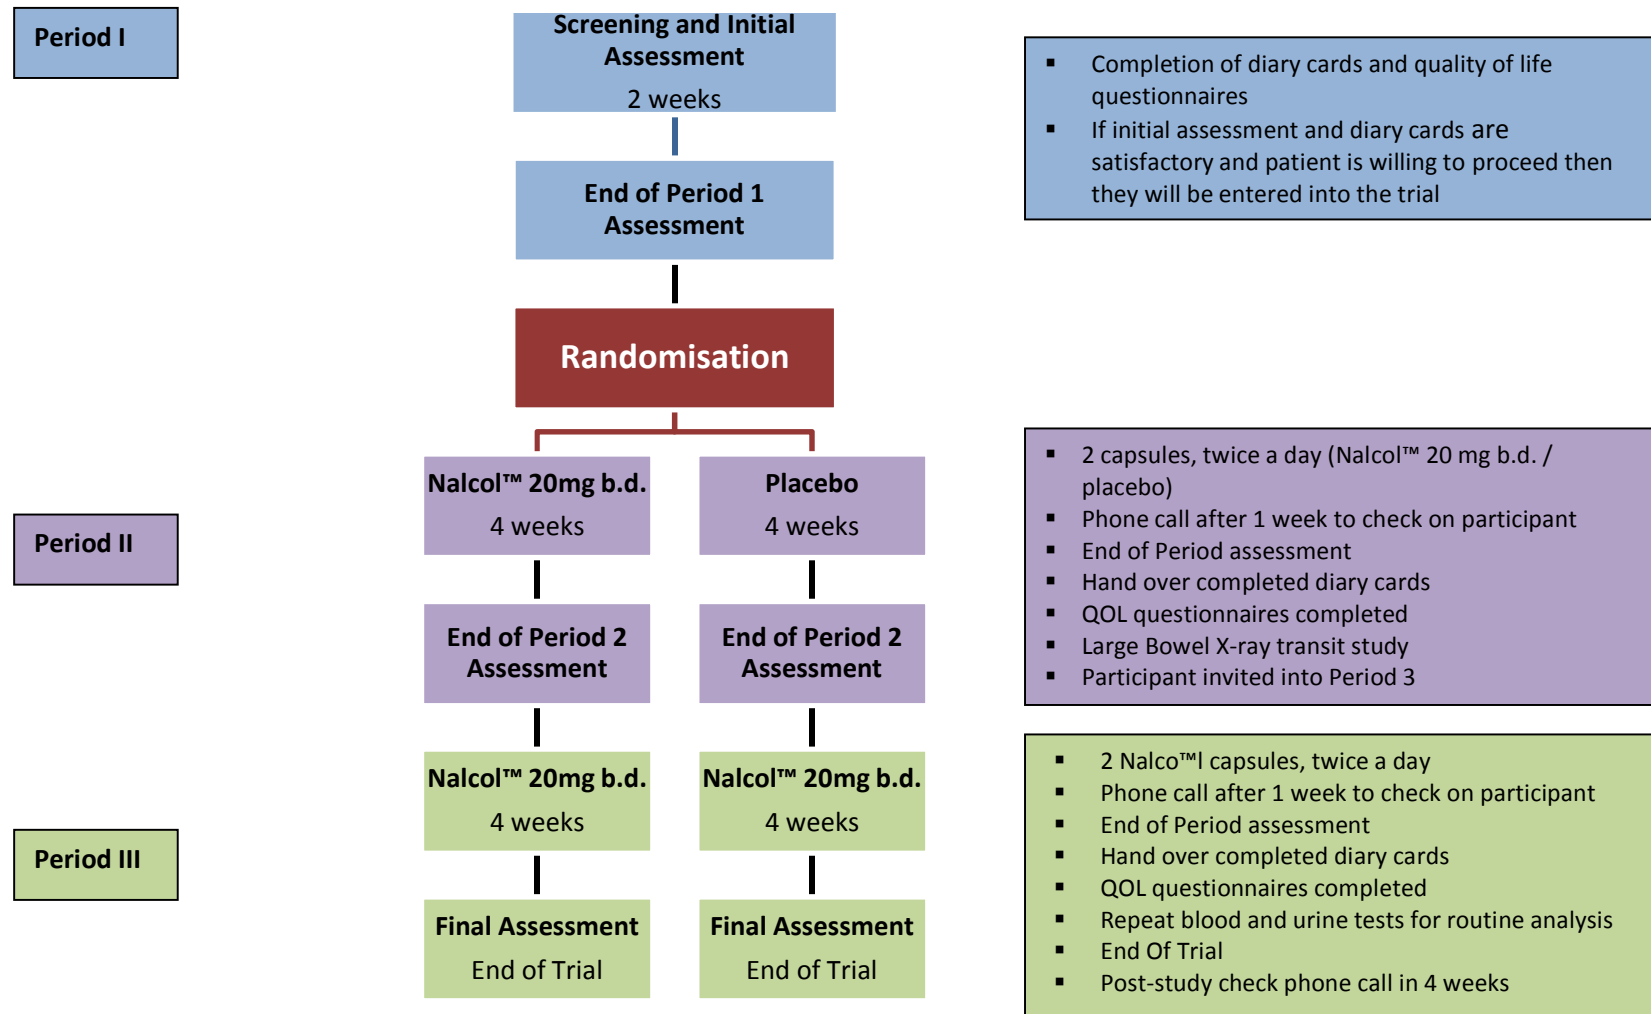 Period I
Screening and Initial
Assessment
2 weeks
▪ Completion of diary cards and quality of life
questionnaires
▪ If initial assessment and diary cards are
satisfactory and patient is willing to proceed then
they will be entered into the trial
End of Period 1
Assessment
Randomisation
Period II
Nalcol™ 20mg b.d.
4 weeks
Placebo
4 weeks
▪ 2 capsules, twice a day (Nalcol™ 20 mg b.d. /
placebo)
▪ Phone call after 1 week to check on participant
▪ End of Period assessment
▪ Hand over completed diary cards
▪ QOL questionnaires completed
▪ Large Bowel X-ray transit study
▪ Participant invited into Period 3
End of Period 2
Assessment
End of Period 2
Assessment
Period III
Nalcol™ 20mg b.d.
4 weeks
Nalcol™ 20mg b.d.
4 weeks
▪ 2 Nalco™l capsules, twice a day
▪ Phone call after 1 week to check on participant
▪ End of Period assessment
▪ Hand over completed diary cards
▪ QOL questionnaires completed
▪ Repeat blood and urine tests for routine analysis
▪ End Of Trial
▪ Post-study check phone call in 4 weeks
Final Assessment
End of Trial
Final Assessment
End of Trial